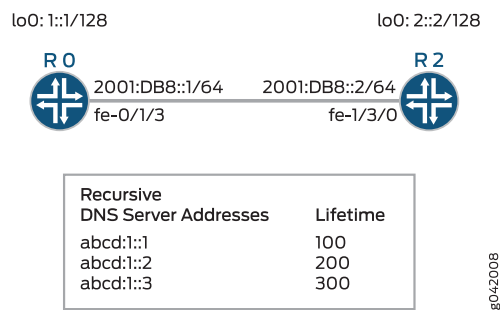 lo0: 1::1/128
lo0: 2::2/128
R 0
R 2
2001:DB8::1/64
2001:DB8::2/64
fe-0/1/3
fe-1/3/0
Recursive
DNS Server Addresses Lifetime
abcd:1::1 100
abcd:1::2 200
abcd:1::3 300
g042008